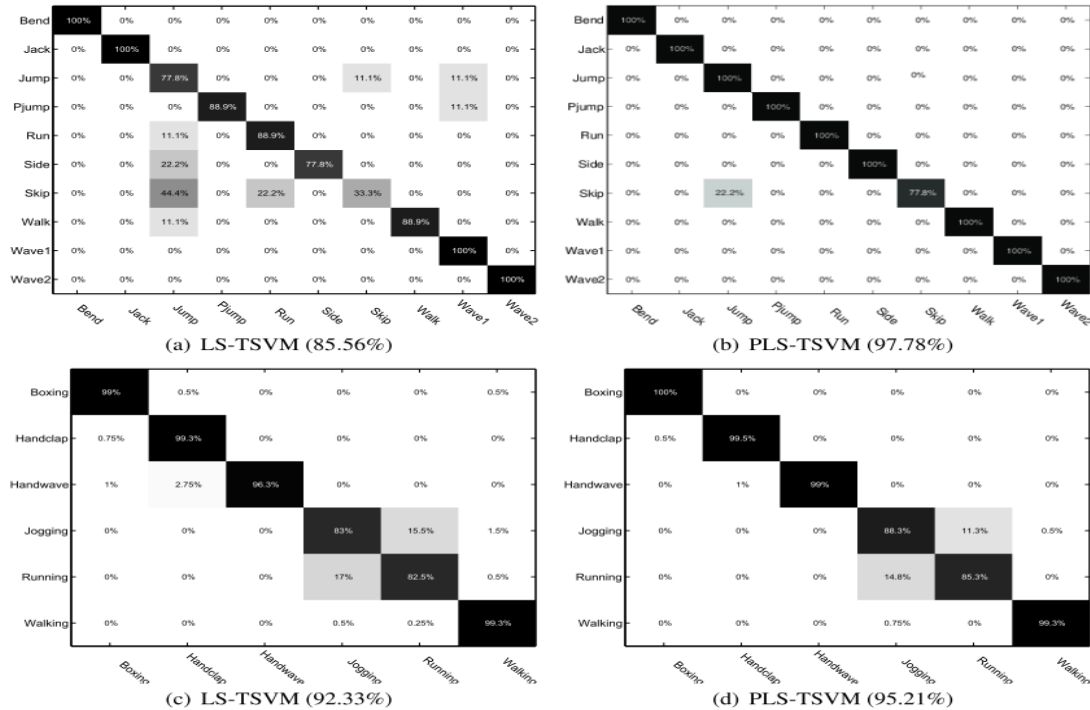 Bend 100% 0% 0% 0% 0% 0% 0% 0% 0% 0%
Jack 0% 100% 0% 0% 0% 0% 0% 0% 0% 0%
Jump 0% 0% 77.8% 0% 0% 0% 11.1% 0% 11.1% 0%
Pjump 0% 0% 0% 88.9% 0% 0% 0% 0% 11.1% 0%
Run 0% 0% 11.1% 0% 88.9% 0% 0% 0% 0% 0%
Side 0% 0% 22.2% 0% 0% 77.8% 0% 0% 0% 0%
Skip 0% 0% 44.4% 0% 22.2% 0% 33.3% 0% 0% 0%
Walk 0% 0% 11.1% 0% 0% 0% 0% 88.9% 0% 0%
Wave1 0% 0% 0% 0% 0% 0% 0% 0% 100% 0%
Wave2 0% 0% 0% 0% 0% 0% 0% 0% 0% 100%
Bend Jack Jump Pjump Run Side Skip Walk Wave1 Wave2
(a) LS-TSVM (85.56%)
Bend 100% 0% 0% 0% 0% 0% 0% 0% 0% 0%
Jack 0% 100% 0% 0% 0% 0% 0% 0% 0% 0%
Jump 0% 0% 100% 0% 0% 0% 0% 0% 0% 0%
Pjump 0% 0% 0% 100% 0% 0% 0% 0% 0% 0%
Run 0% 0% 0% 0% 100% 0% 0% 0% 0% 0%
Side 0% 0% 0% 0% 0% 100% 0% 0% 0% 0%
Skip 0% 0% 22.2% 0% 0% 0% 77.8% 0% 0% 0%
Walk 0% 0% 0% 0% 0% 0% 0% 100% 0% 0%
Wave1 0% 0% 0% 0% 0% 0% 0% 0% 100% 0%
Wave2 0% 0% 0% 0% 0% 0% 0% 0% 0% 100%
Bend Jack Jump Pjump Run Side Skip Walk Wave1 Wave2
(b) PLS-TSVM (97.78%)
Boxing 99% 0.5% 0% 0% 0% 0.5%
Handclap 0.75% 99.3% 0% 0% 0% 0%
Handwave 1% 2.75% 96.3% 0% 0% 0%
Jogging 0% 0% 0% 83% 15.5% 1.5%
Running 0% 0% 0% 17% 82.5% 0.5%
Walking 0% 0% 0% 0.5% 0.25% 99.3%
Boxing Handclap Handwave Jogging Running Walking
(c) LS-TSVM (92.33%)
Boxing 100% 0% 0% 0% 0% 0%
Handclap 0.5% 99.5% 0% 0% 0% 0%
Handwave 0% 1% 99% 0% 0% 0%
Jogging 0% 0% 0% 88.3% 11.3% 0.5%
Running 0% 0% 0% 14.8% 85.3% 0%
Walking 0% 0% 0% 0.75% 0% 99.3%
Boxing Handclap Handwave Jogging Running Walking
(d) PLS-TSVM (95.21%)